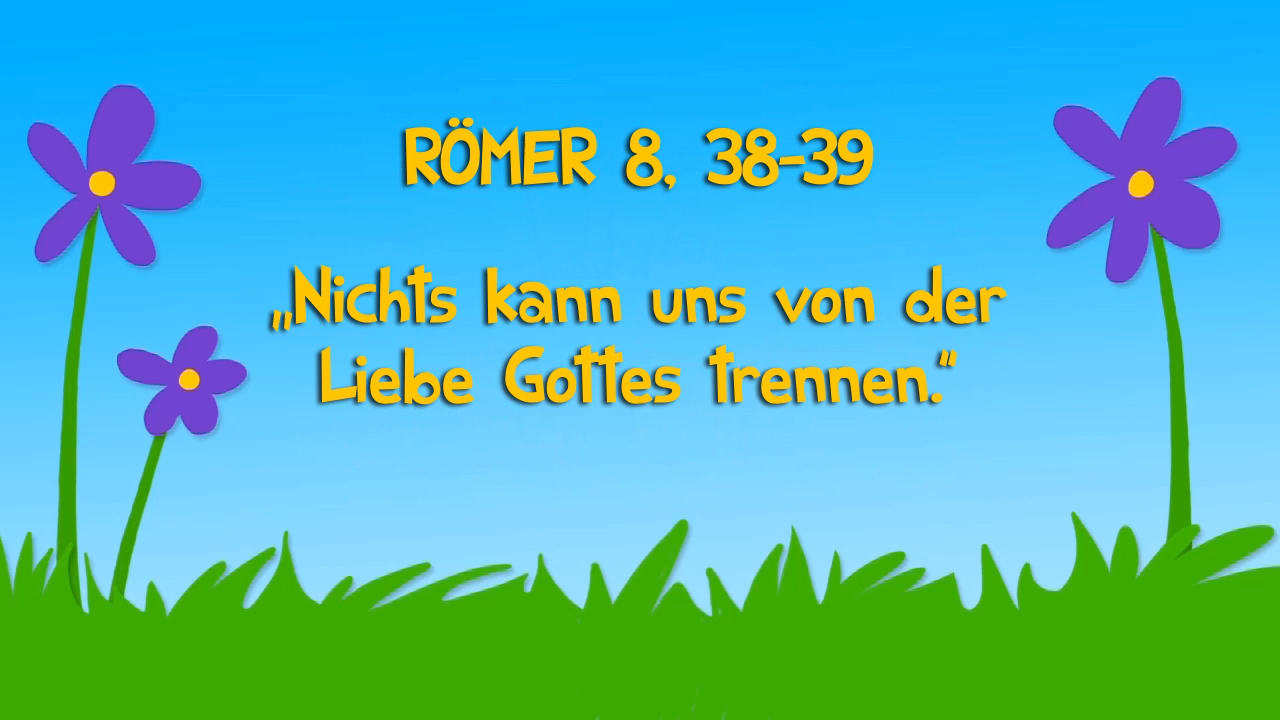 RÖMER 8, 38-39
„Nichts kann uns von der
Liebe Gottes trennen.“